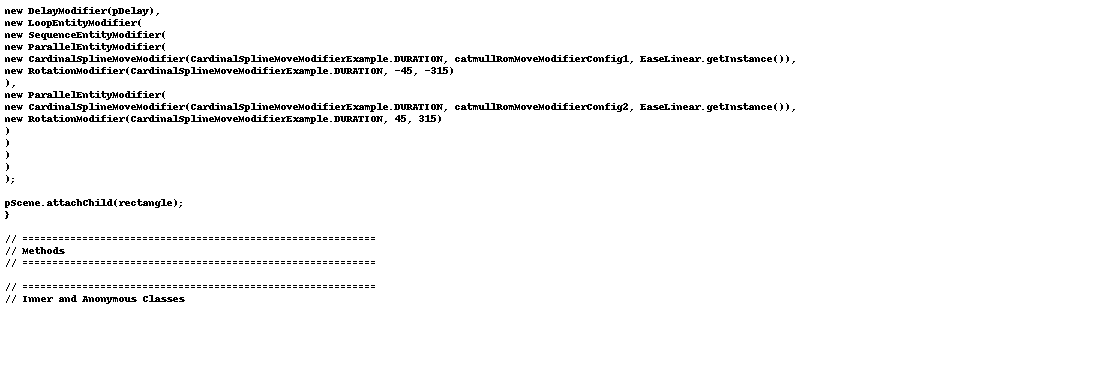 new DelayModifier(pDelay),
new LoopEntityModifier(
new SequenceEntityModifier(
new ParallelEntityModifier(
new CardinalSplineMoveModifier(CardinalSplineMoveModifierExample.DURATION, catmullRomMoveModifierConfig1, EaseLinear.getInstance()),
new RotationModifier(CardinalSplineMoveModifierExample.DURATION, -45, -315)
),
new ParallelEntityModifier(
new CardinalSplineMoveModifier(CardinalSplineMoveModifierExample.DURATION, catmullRomMoveModifierConfig2, EaseLinear.getInstance()),
new RotationModifier(CardinalSplineMoveModifierExample.DURATION, 45, 315)
)
)
)
)
);
pScene.attachChild(rectangle);
}
// ===========================================================
// Methods
// ===========================================================
// ===========================================================
// Inner and Anonymous Classes